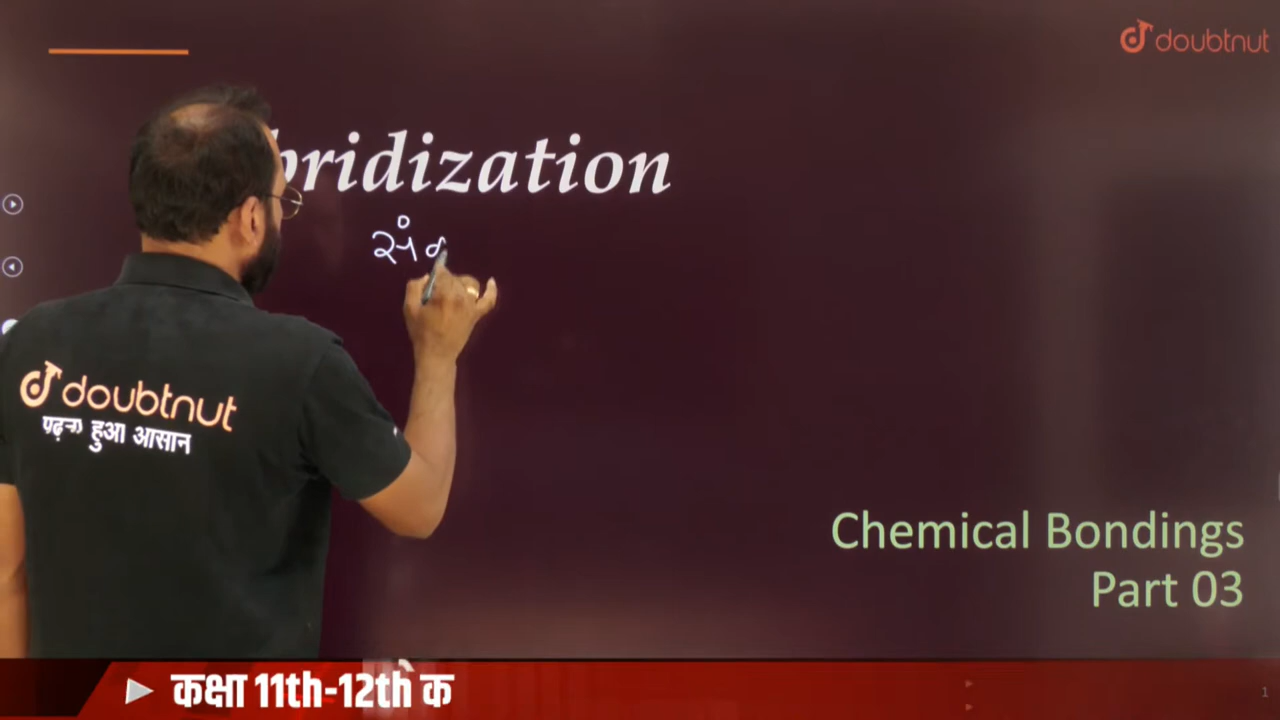 doubtnut
bridization
सं
doubtnut
पढ़ना हुआ आसान
Chemical Bondings
Part 03
कक्षा 11th-12th के क
1